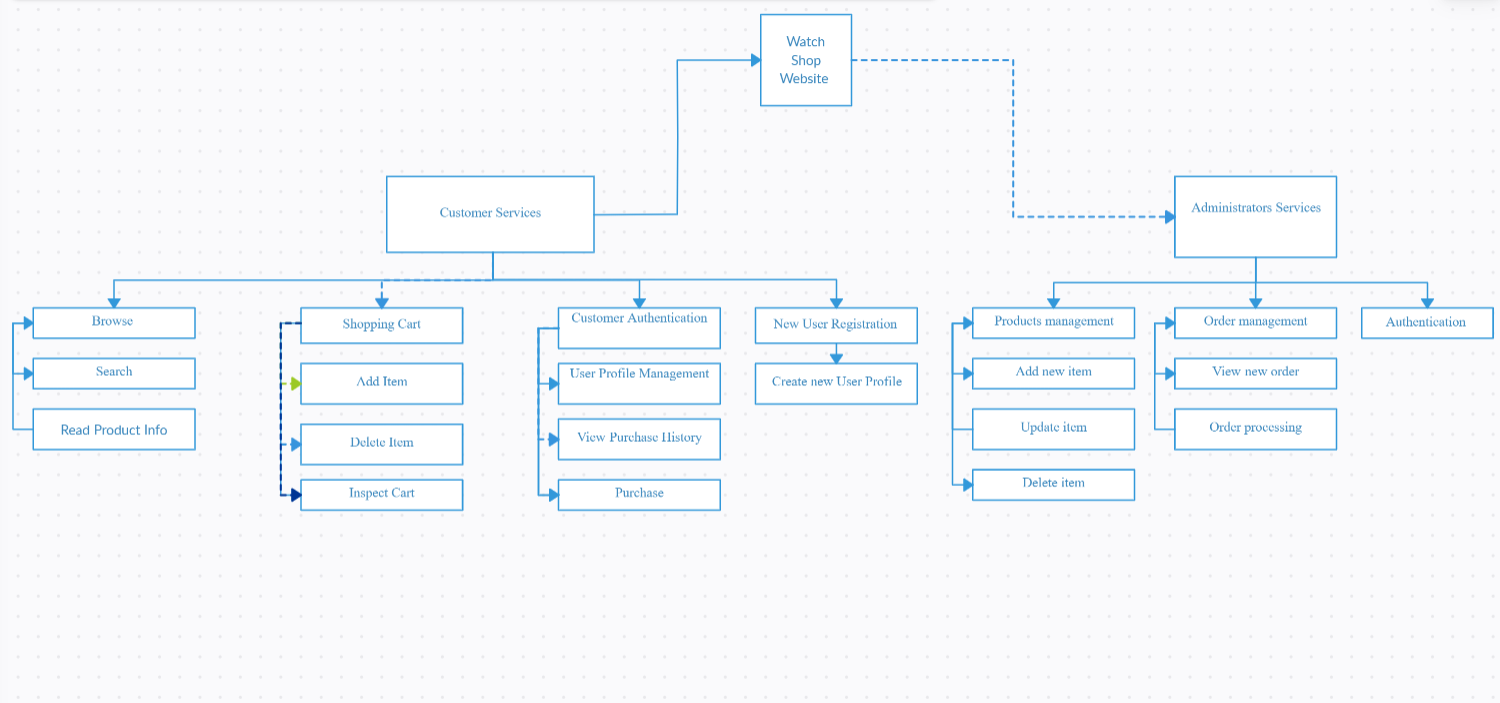 Watch
Shop
Website
Customer Services
Administrators Services
Browse
Search
Read Product Info
Shopping Cart
Add Item
Delete Item
Inspect Cart
Customer Authentication
User Profile Management
View Purchase History
Purchase
New User Registration
Create new User Profile
Products management
Add new item
Update item
Delete item
Order management
View new order
Order processing
Authentication